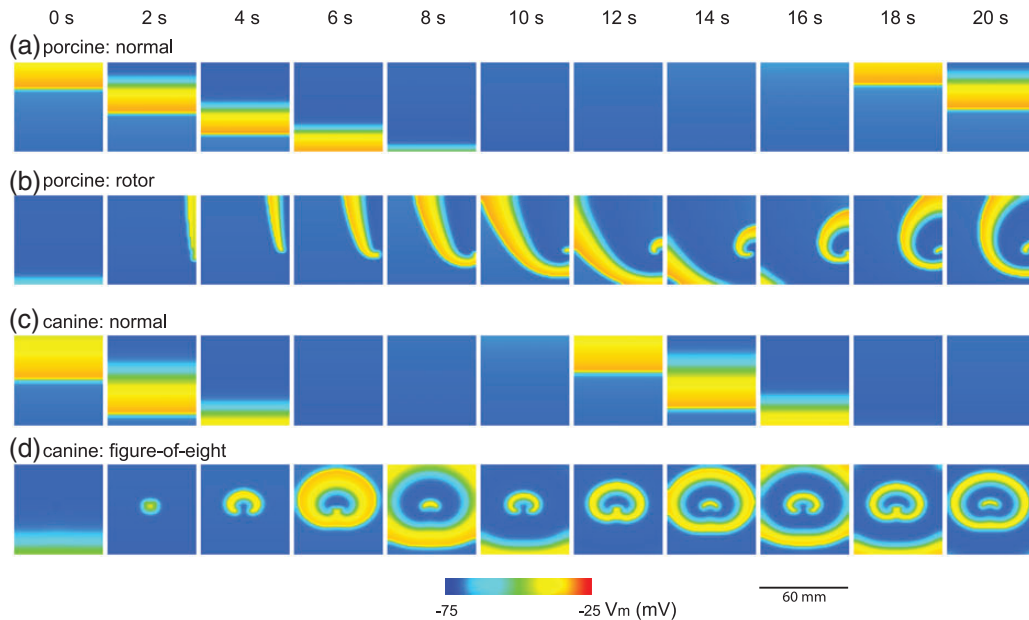 0 s 2 s 4 s 6 s 8 s 10 s 12 s 14 s 16 s 18 s 20 s
(a) porcine: normal
(b) porcine: rotor
(c) canine: normal
(d) canine: figure-of-eight
-75 -25 Vm (mV)
60 mm